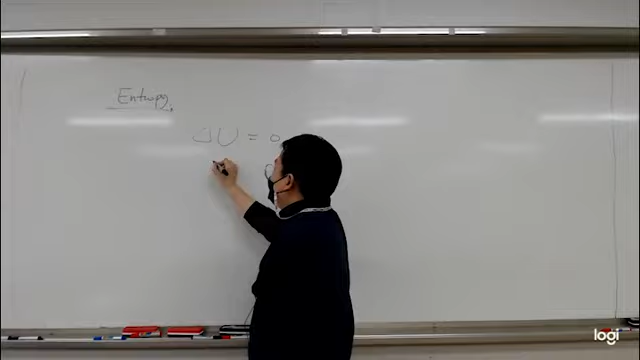 Entropy
ΔU = 0
logi